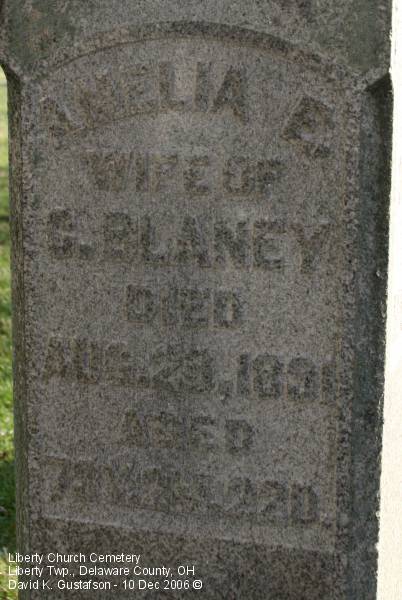 AMELIA E.
WIFE OF
BLANEY
DIED
AUG. 29, 1891
AGED
Liberty Church Cemetery
Liberty Twp., Delaware County, OH
David K. Gustafson - 10 Dec 2006 ©